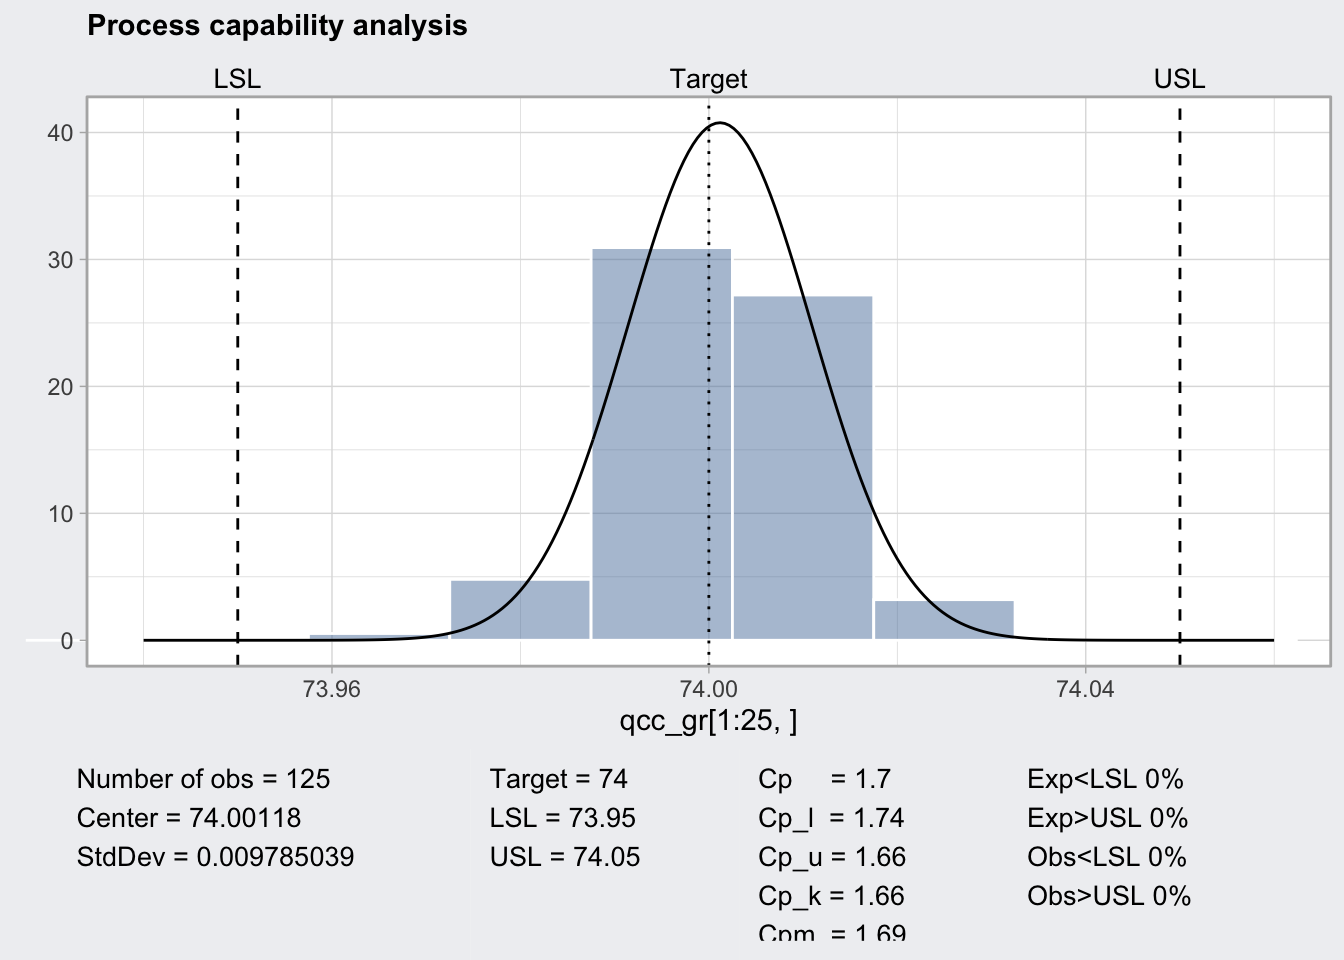 Process capability analysis
LSL Target USL
40
30
20
10
0
73.96 74.00 74.04
qcc_gr[1:25, ]
Number of obs = 125 Target = 74 Cp = 1.7 Exp<LSL 0%
Center = 74.00118 LSL = 73.95 Cp_l = 1.74 Exp>USL 0%
StdDev = 0.009785039 USL = 74.05 Cp_u = 1.66 Obs<LSL 0%
Cp_k = 1.66 Obs>USL 0%
Cpm = 1.69